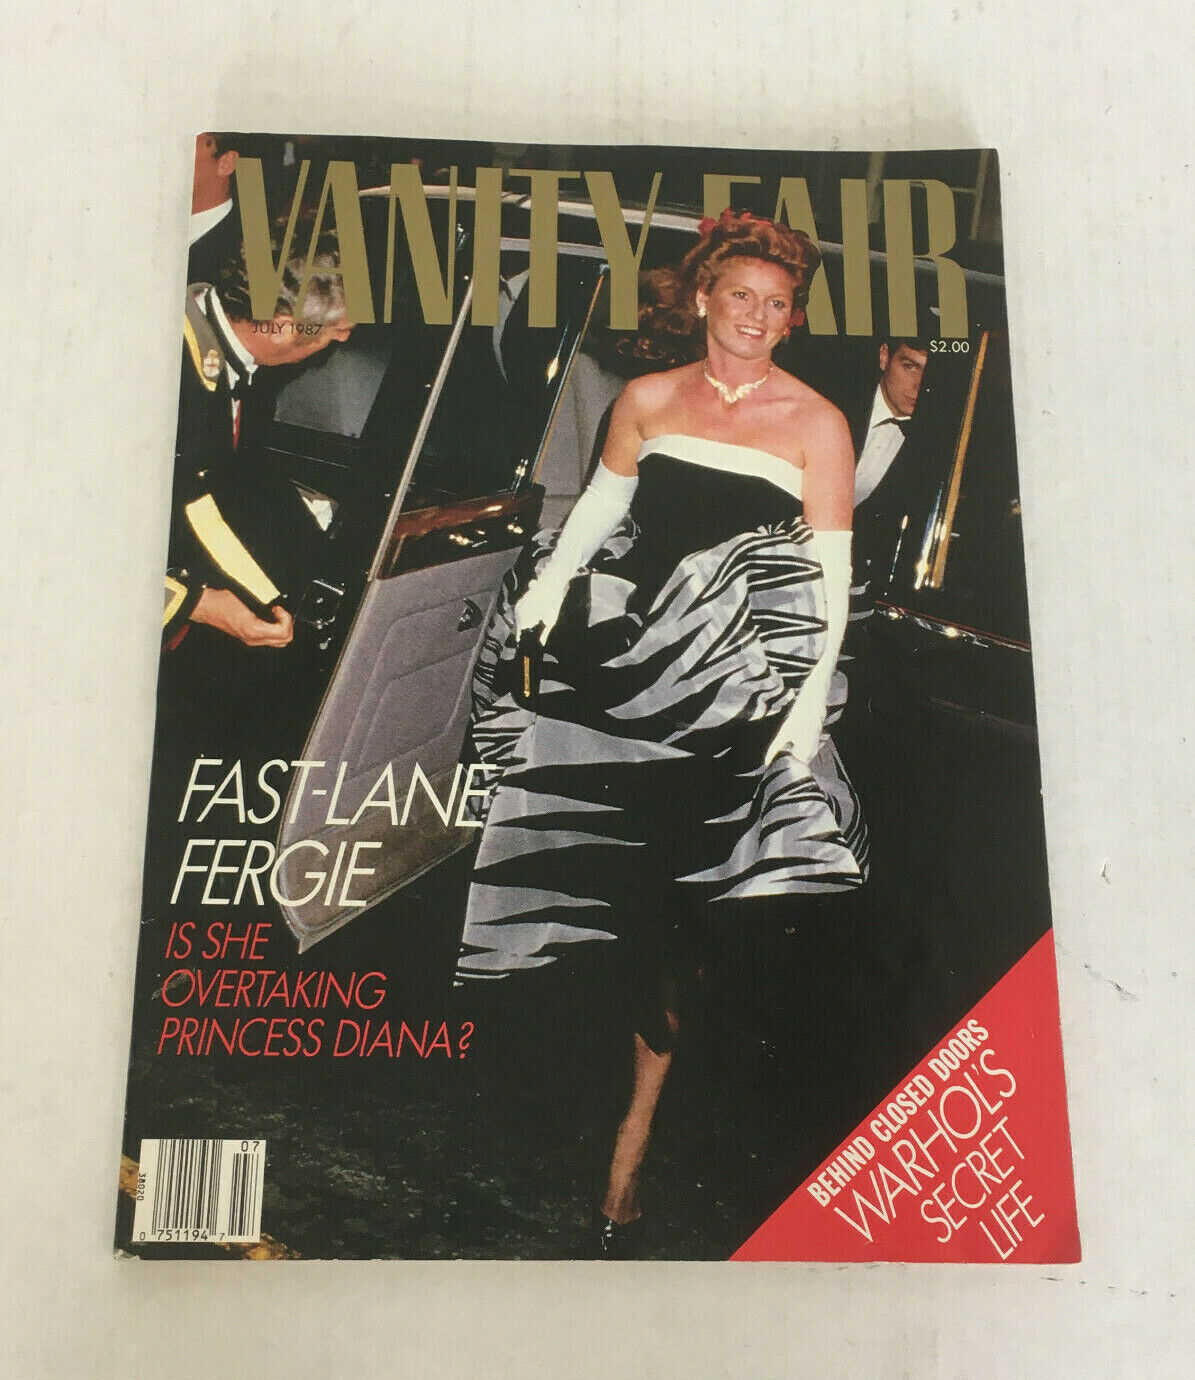 VANITY FAIR
JULY 1987
$2.00
FAST-LANE
FERGIE
IS SHE
OVERTAKING
PRINCESS DIANA?
BEHIND CLOSED DOORS
WARHOL'S
SECRET
LIFE
07
38020
0 751194 7